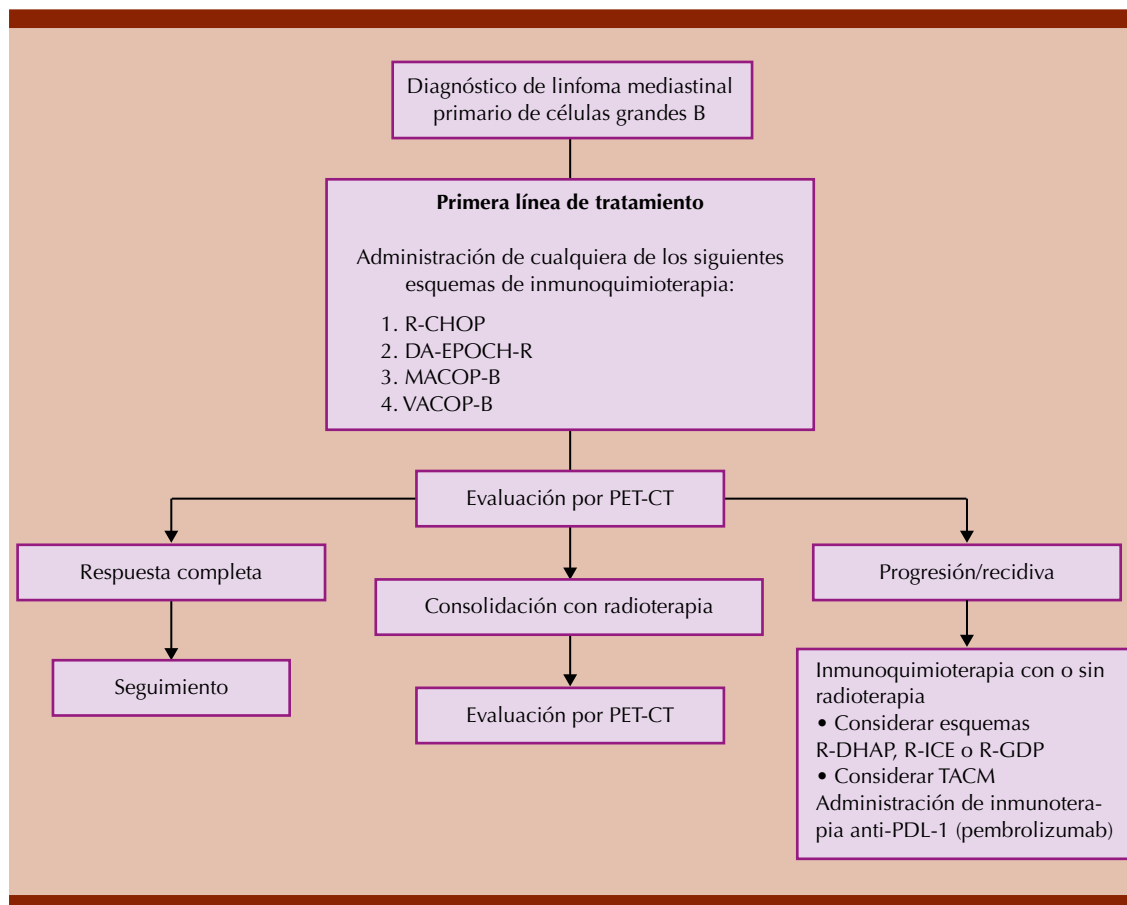 Diagnóstico de linfoma mediastinal
primario de células grandes B
Primera línea de tratamiento
Administración de cualquiera de los siguientes
esquemas de inmunoquimioterapia:
1. R-CHOP
2. DA-EPOCH-R
3. MACOP-B
4. VACOP-B
Evaluación por PET-CT
Respuesta completa
Seguimiento
Consolidación con radioterapia
Evaluación por PET-CT
Progresión/recidiva
Inmunoquimioterapia con o sin
radioterapia
• Considerar esquemas
R-DHAP, R-ICE o R-GDP
• Considerar TACM
Administración de inmunotera-
pia anti-PDL-1 (pembrolizumab)